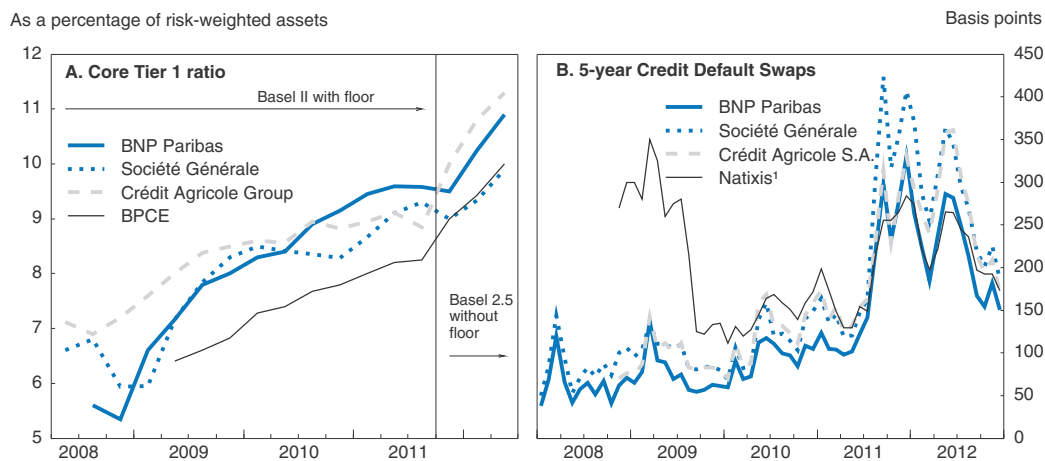 As a percentage of risk-weighted assets
Basis points
12
11
10
9
8
7
6
5
A. Core Tier 1 ratio
Basel II with floor
BNP Paribas
Société Générale
Crédit Agricole Group
BPCE
Basel 2.5
without
floor
2008
2009
2010
2011
B. 5-year Credit Default Swaps
BNP Paribas
Société Générale
Crédit Agricole S.A.
Natixis¹
450
400
350
300
250
200
150
100
50
0
2008
2009
2010
2011
2012